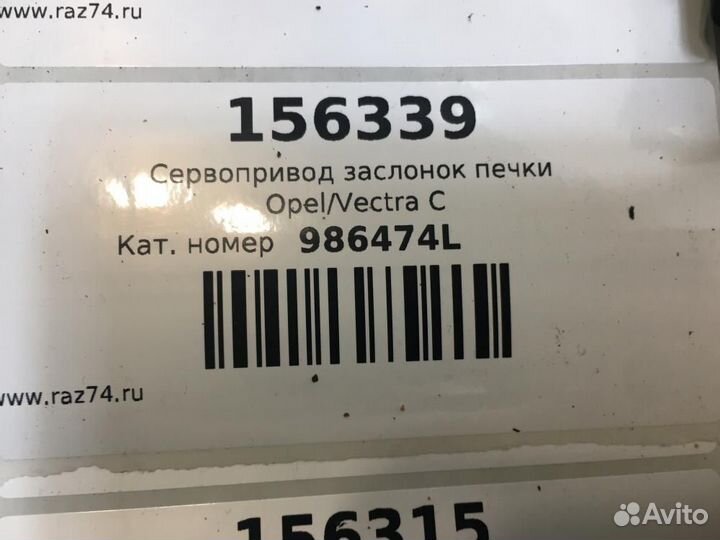 www.raz74.ru
156339
Сервопривод заслонок печки
Opel/Vectra C
Кат. номер 986474L
www.raz74.ru
156315
Avito